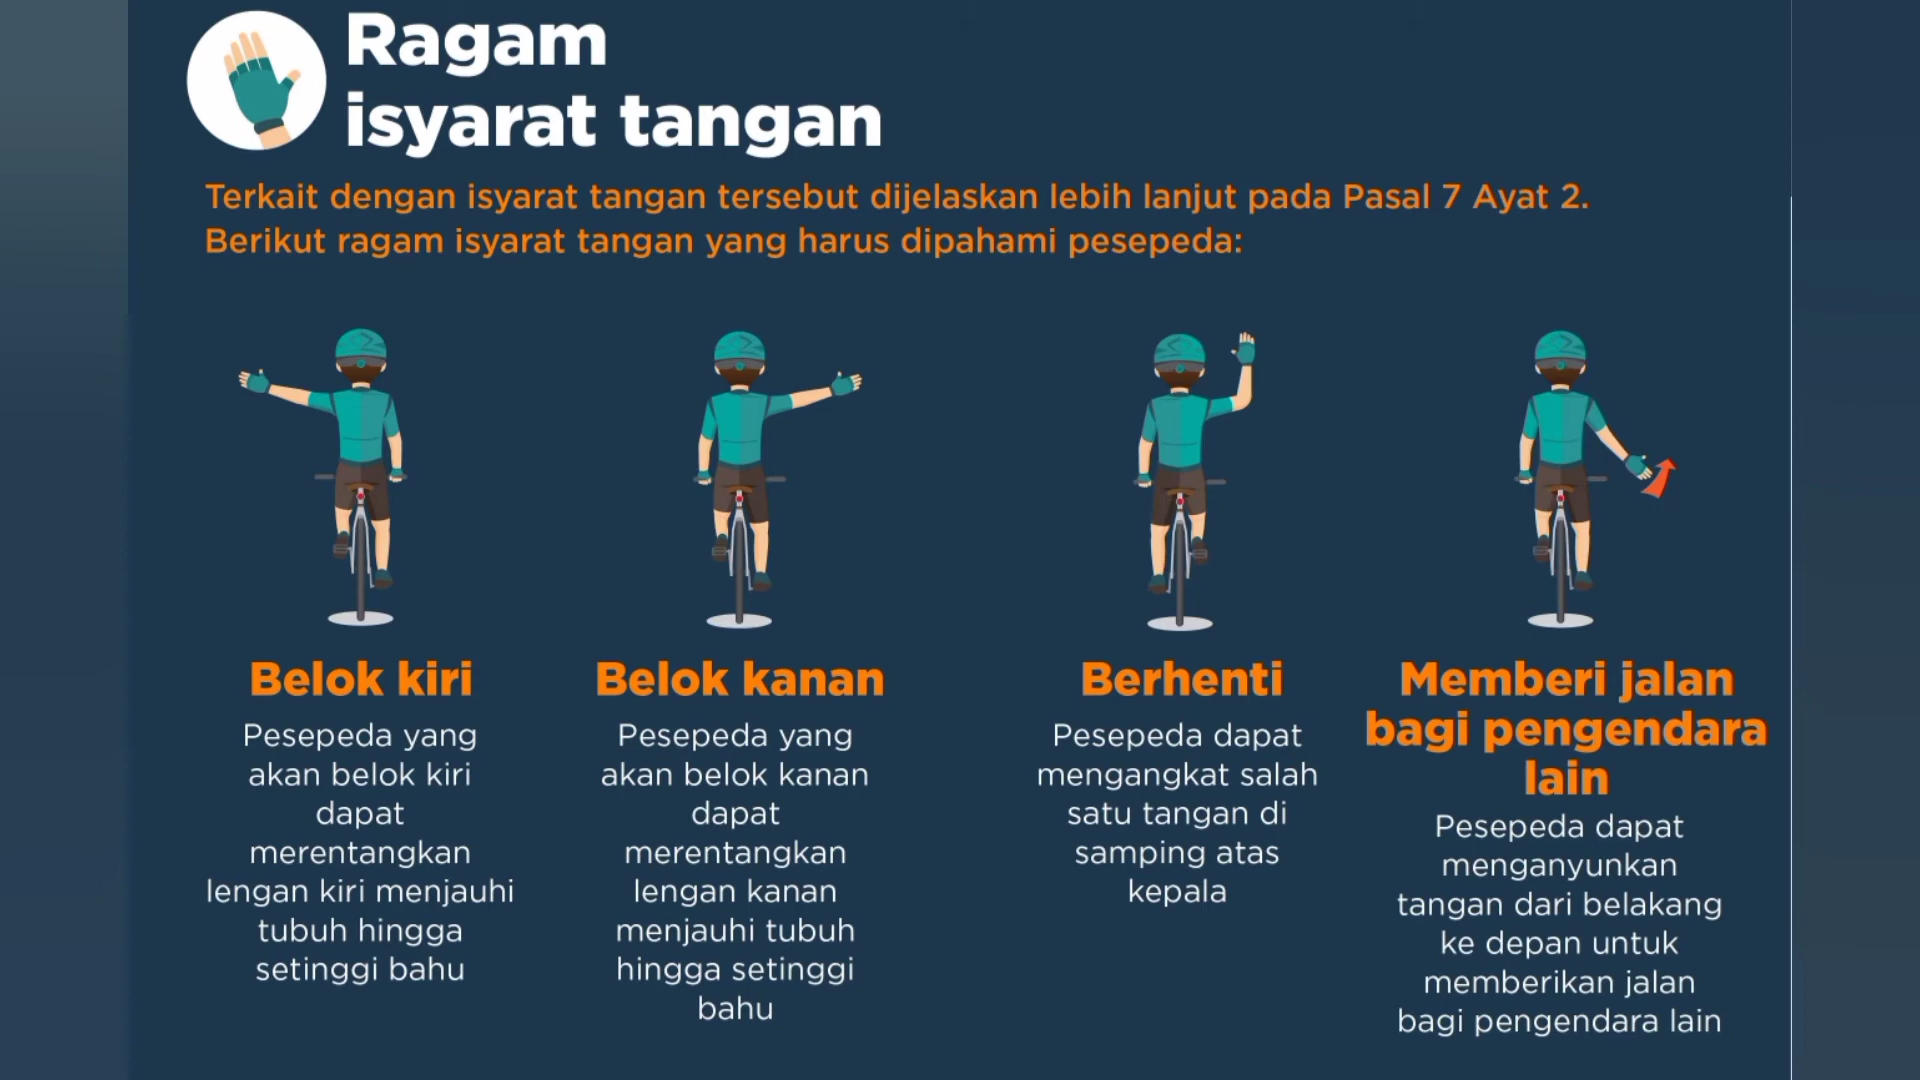 Ragam
isyarat tangan
Terkait dengan isyarat tangan tersebut dijelaskan lebih lanjut pada Pasal 7 Ayat 2.
Berikut ragam isyarat tangan yang harus dipahami pesepeda:
Belok kiri
Pesepeda yang
akan belok kiri
dapat
merentangkan
lengan kiri menjauhi
tubuh hingga
setinggi bahu
Belok kanan
Pesepeda yang
akan belok kanan
dapat
merentangkan
lengan kanan
menjauhi tubuh
hingga setinggi
bahu
Berhenti
Pesepeda dapat
mengangkat salah
satu tangan di
samping atas
kepala
Memberi jalan
bagi pengendara
lain
Pesepeda dapat
menganyunkan
tangan dari belakang
ke depan untuk
memberikan jalan
bagi pengendara lain